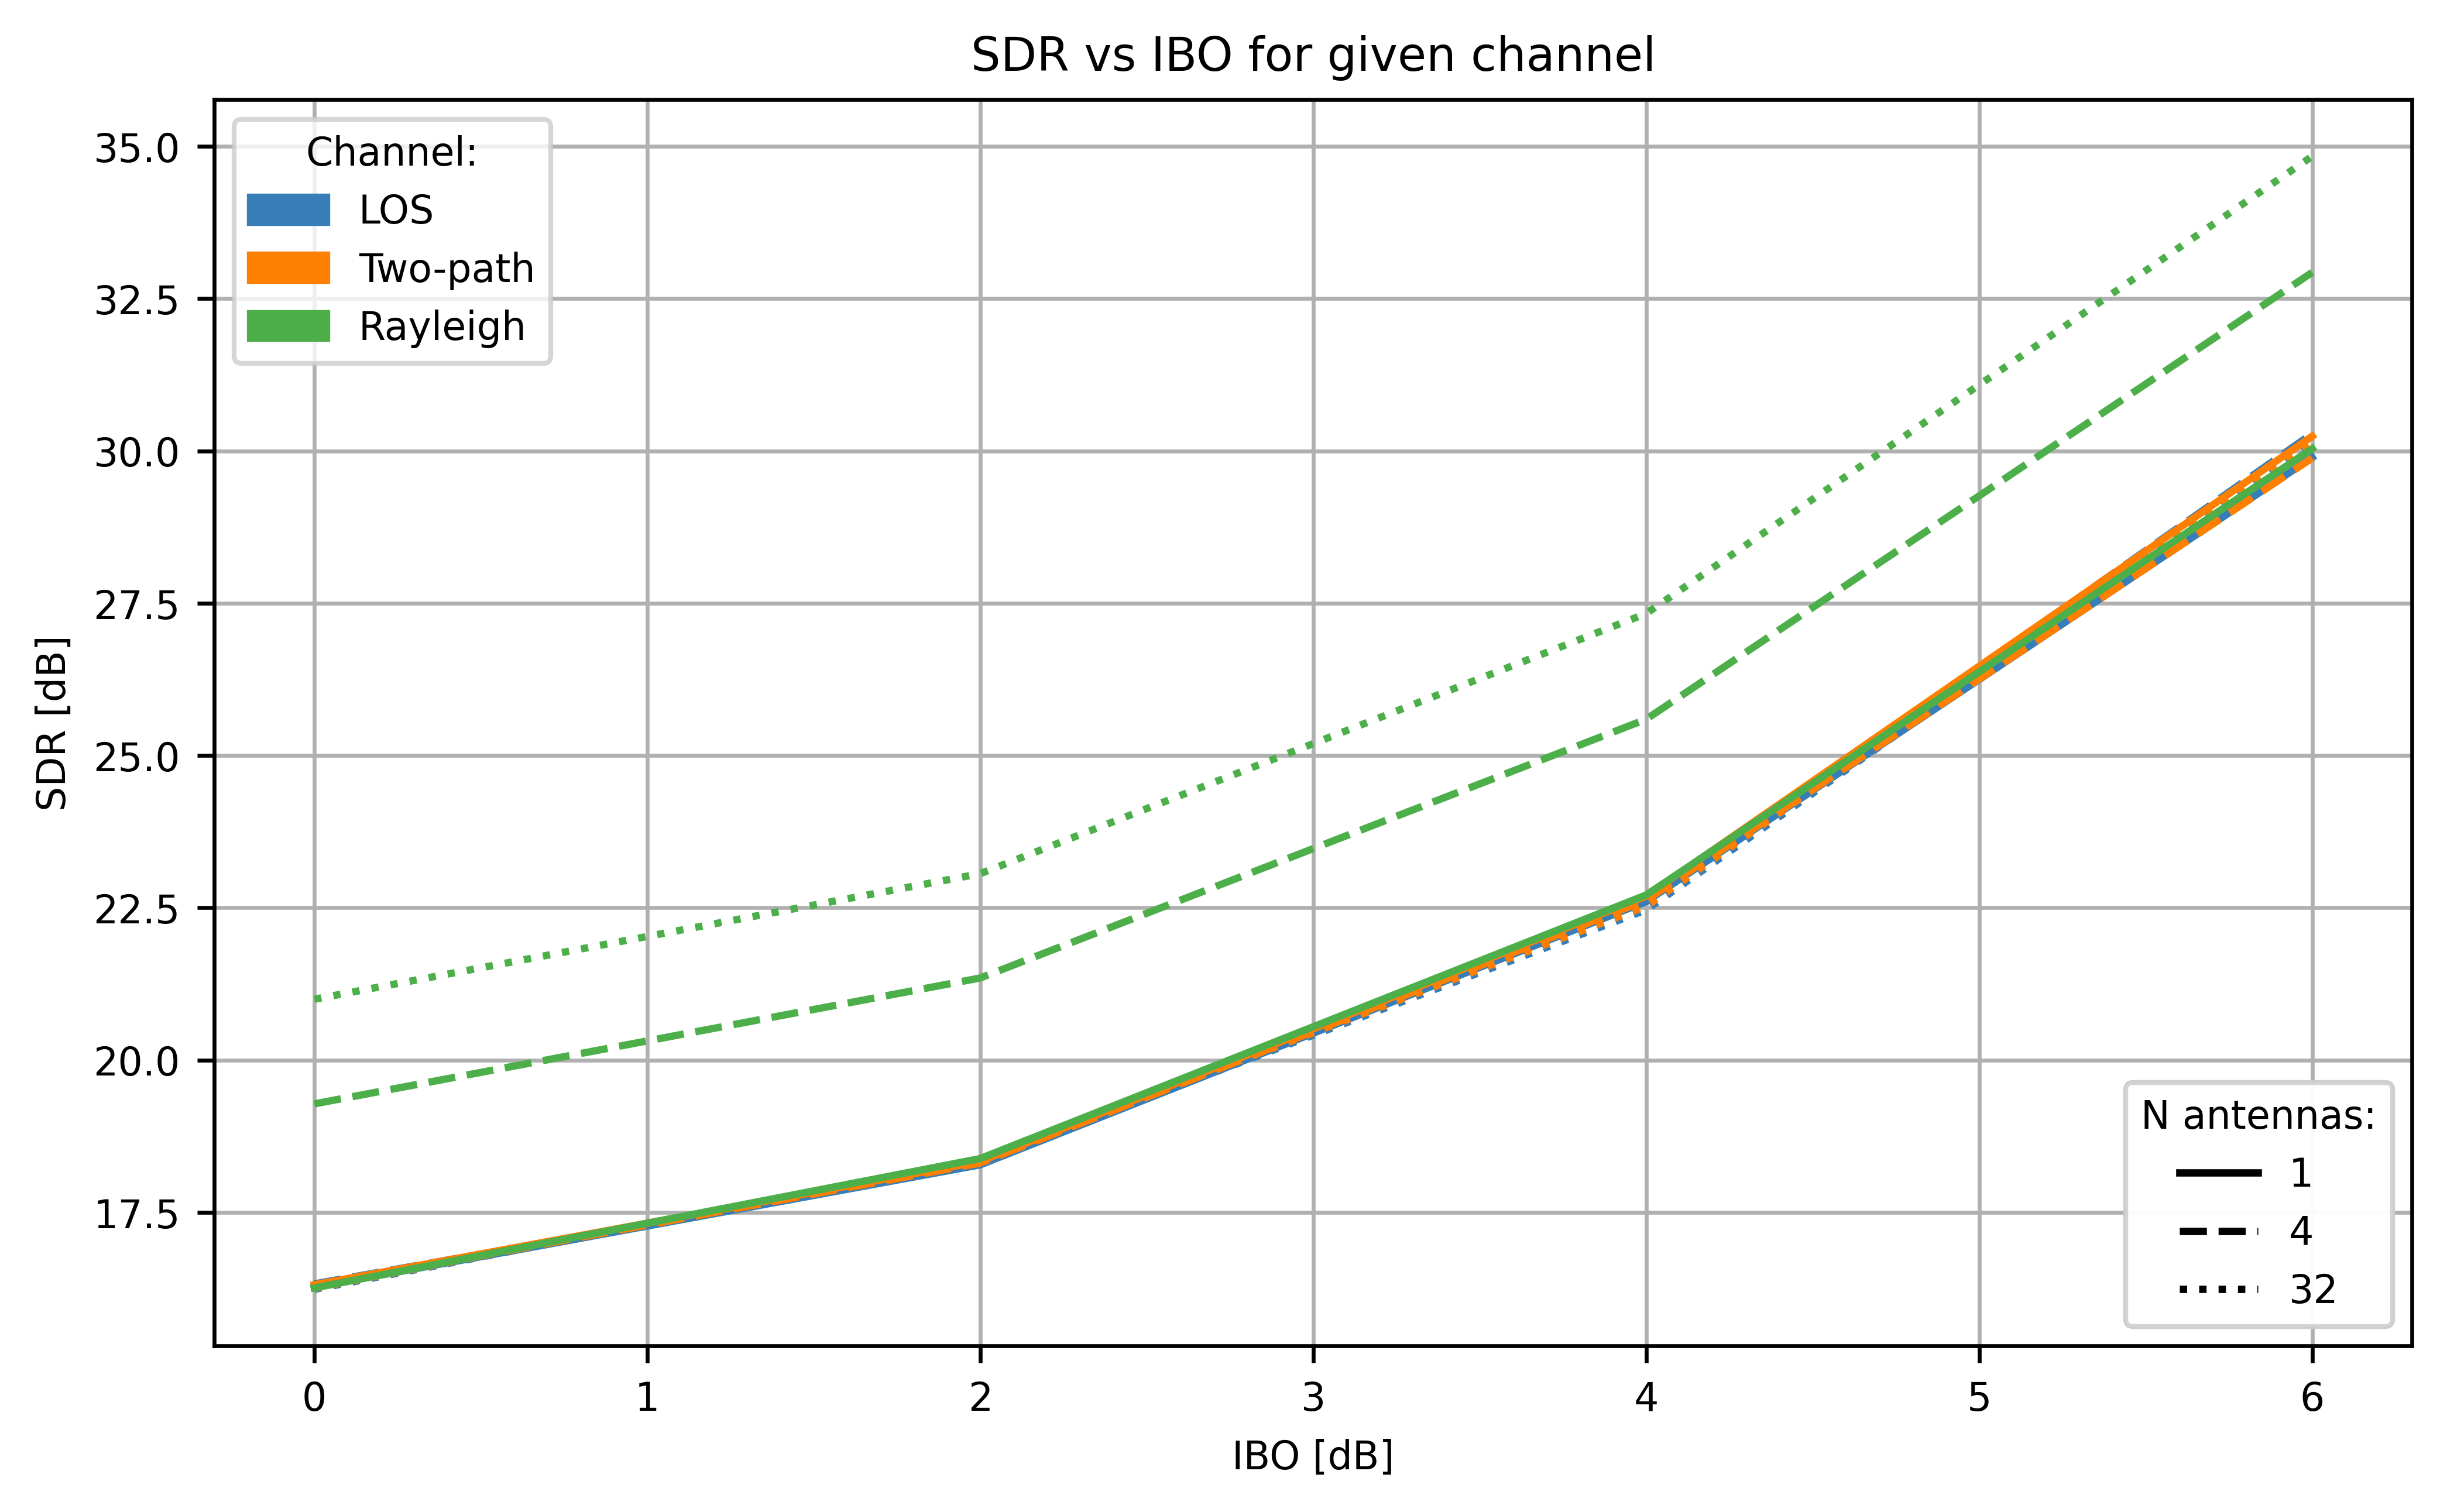 SDR vs IBO for given channel
Channel:
LOS
Two-path
Rayleigh
35.0
32.5
30.0
27.5
25.0
22.5
20.0
17.5
SDR [dB]
N antennas:
1
4
32
0 1 2 3 4 5 6
IBO [dB]